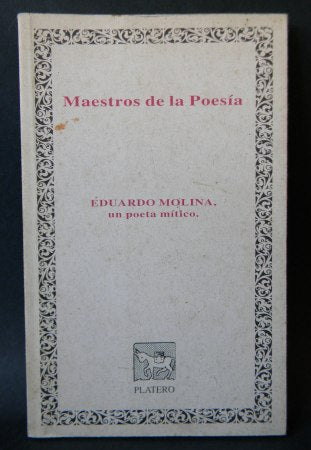 Maestros de la Poesía
EDUARDO MOLINA,
un poeta mítico.
PLATERO